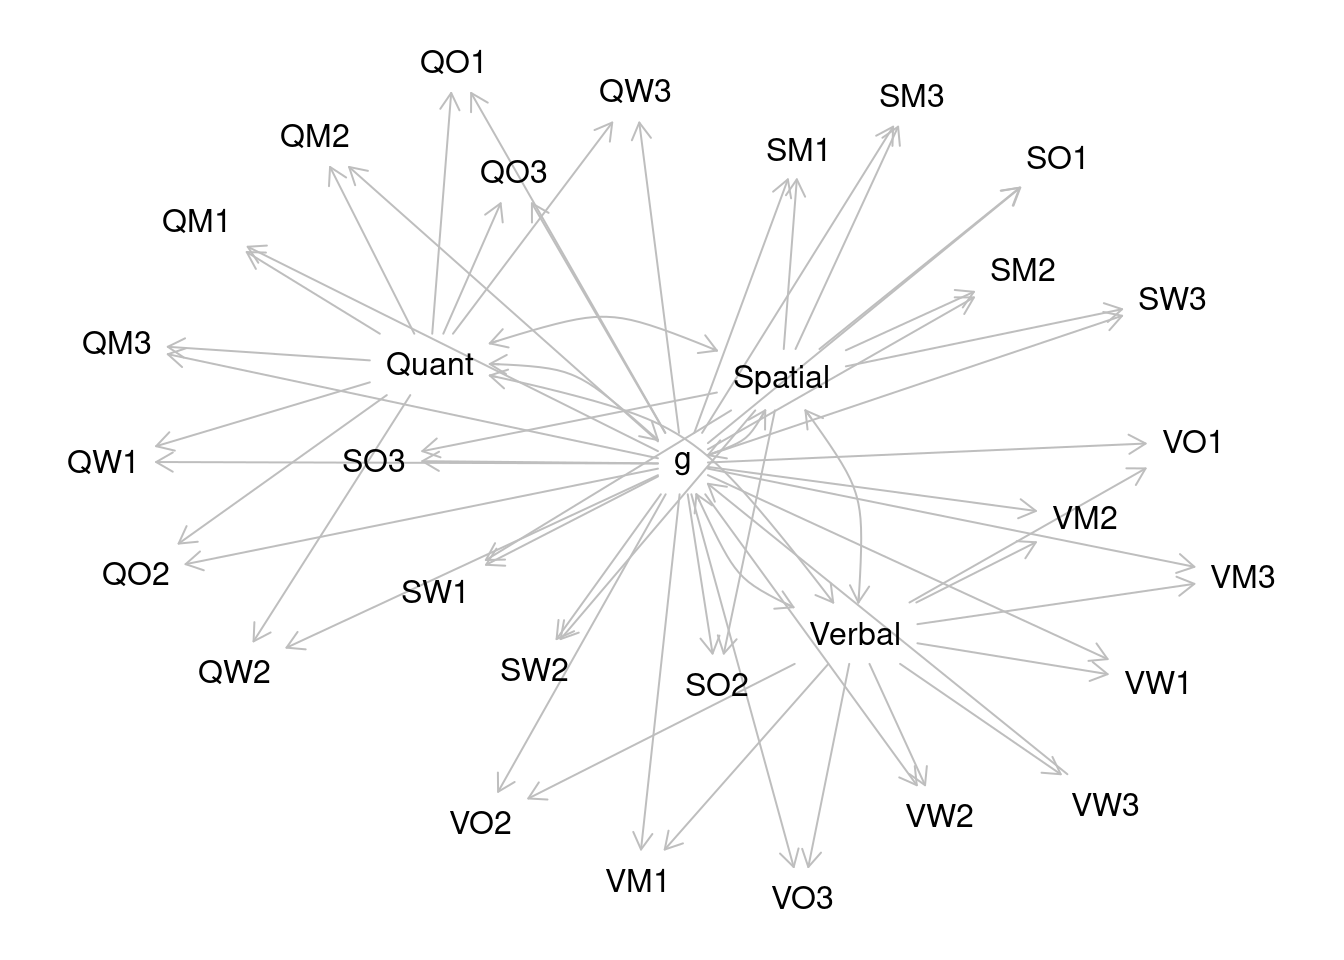 QO1
QW3
SM3
QM2
SM1
SO1
QO3
QM1
SM2
SW3
QM3
Quant
Spatial
VO1
QW1
SO3
g
VM2
QO2
VM3
SW1
Verbal
QW2
SW2
SO2
VW1
VO2
VW2
VW3
VM1
VO3